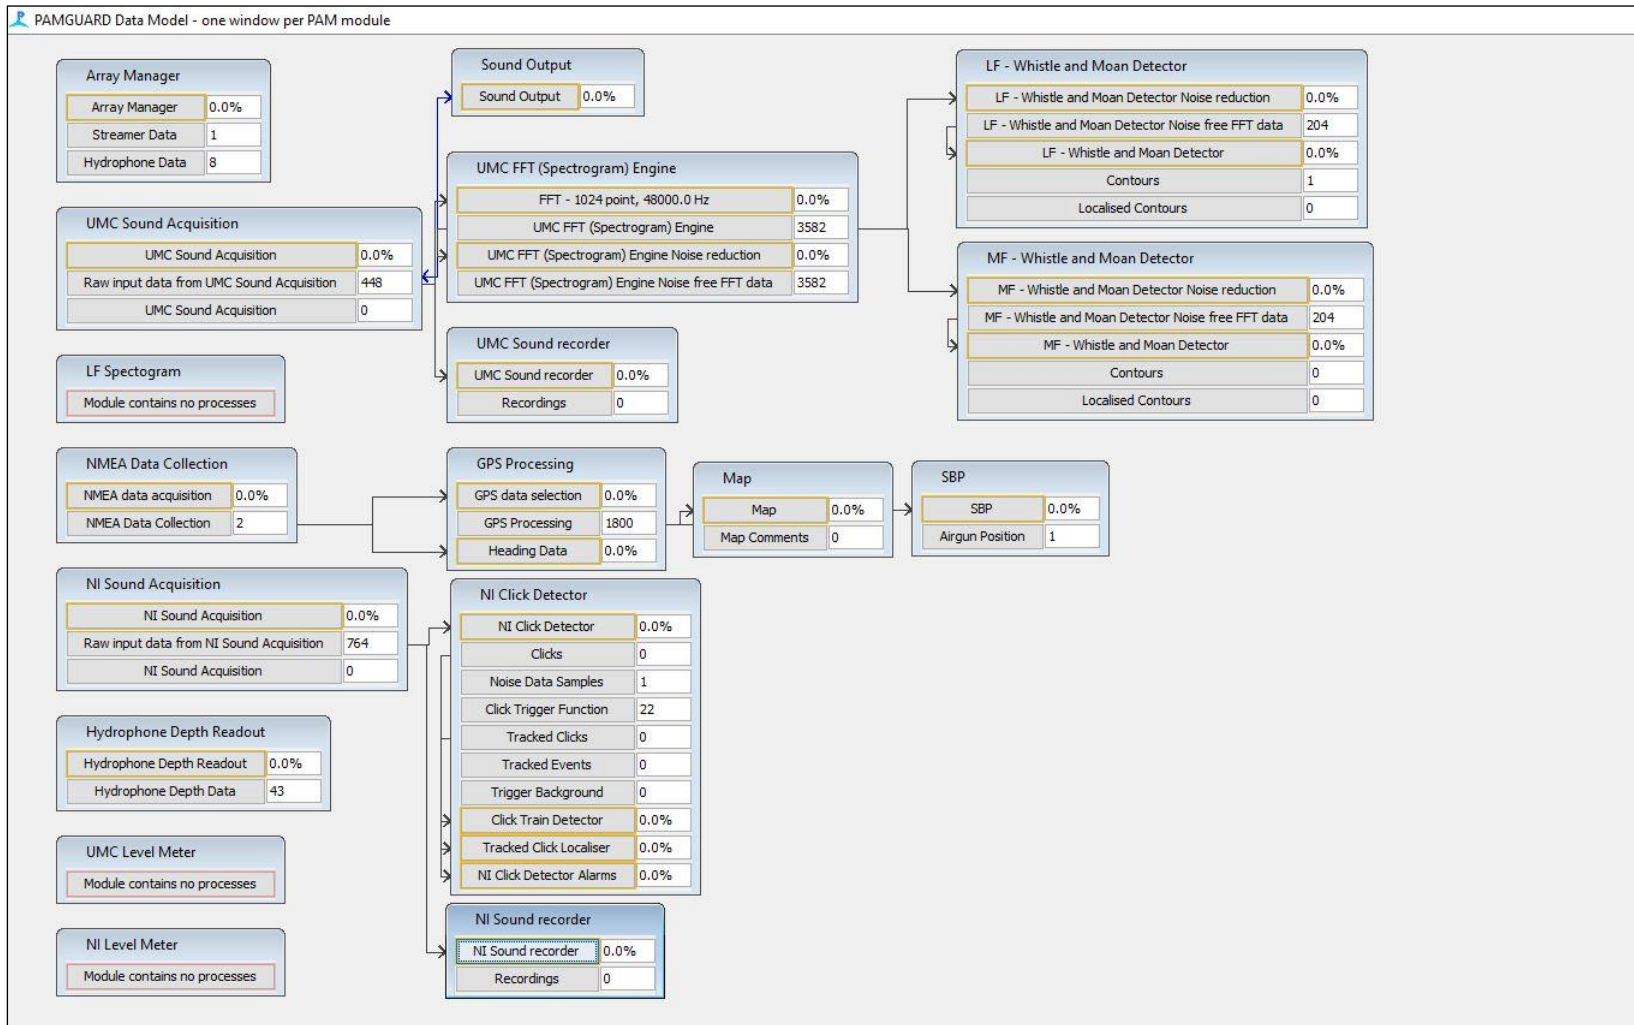 PAMGUARD Data Model - one window per PAM module
Array Manager
Array Manager 0.0%
Streamer Data 1
Hydrophone Data 8
UMC Sound Acquisition
UMC Sound Acquisition 0.0%
Raw input data from UMC Sound Acquisition 448
UMC Sound Acquisition 0
LF Spectogram
Module contains no processes
NMEA Data Collection
NMEA data acquisition 0.0%
NMEA Data Collection 2
NI Sound Acquisition
NI Sound Acquisition 0.0%
Raw input data from NI Sound Acquisition 764
NI Sound Acquisition 0
Hydrophone Depth Readout
Hydrophone Depth Readout 0.0%
Hydrophone Depth Data 43
UMC Level Meter
Module contains no processes
NI Level Meter
Module contains no processes
Sound Output
Sound Output 0.0%
UMC FFT (Spectrogram) Engine
FFT - 1024 point, 48000.0 Hz 0.0%
UMC FFT (Spectrogram) Engine 3582
UMC FFT (Spectrogram) Engine Noise reduction 0.0%
UMC FFT (Spectrogram) Engine Noise free FFT data 3582
UMC Sound recorder
UMC Sound recorder 0.0%
Recordings 0
GPS Processing
GPS data selection 0.0%
GPS Processing 1800
Heading Data 0.0%
NI Click Detector
NI Click Detector 0.0%
Clicks 0
Noise Data Samples 1
Click Trigger Function 22
Tracked Clicks 0
Tracked Events 0
Trigger Background 0
Click Train Detector 0.0%
Tracked Click Localiser 0.0%
NI Click Detector Alarms 0.0%
NI Sound recorder
NI Sound recorder 0.0%
Recordings 0
Map
Map 0.0%
Map Comments 0
SBP
SBP 0.0%
Airgun Position 1
LF - Whistle and Moan Detector
LF - Whistle and Moan Detector Noise reduction 0.0%
LF - Whistle and Moan Detector Noise free FFT data 204
LF - Whistle and Moan Detector 0.0%
Contours 1
Localised Contours 0
MF - Whistle and Moan Detector
MF - Whistle and Moan Detector Noise reduction 0.0%
MF - Whistle and Moan Detector Noise free FFT data 204
MF - Whistle and Moan Detector 0.0%
Contours 0
Localised Contours 0